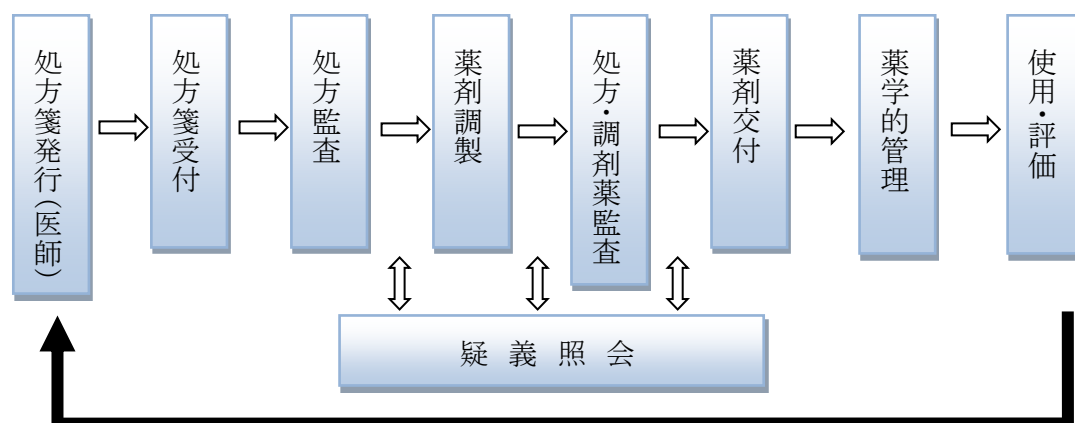 処方箋発行(医師)
処方箋受付
処方監査
薬剤調製
処方・調剤薬監査
薬剤交付
薬学的管理
使用・評価
疑義照会